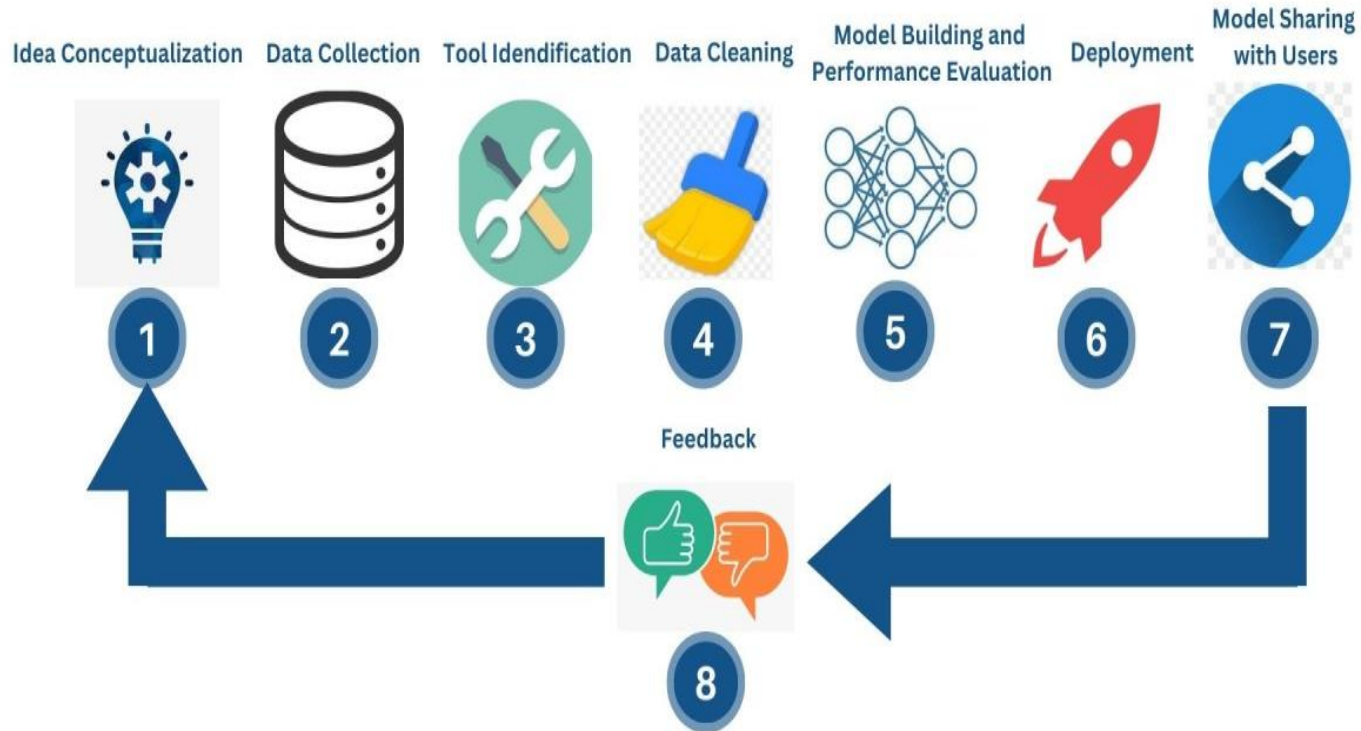 Idea Conceptualization
Data Collection
Tool Idendification
Data Cleaning
Model Building and
Performance Evaluation
Deployment
Model Sharing
with Users
1
2
3
4
5
6
7
Feedback
8